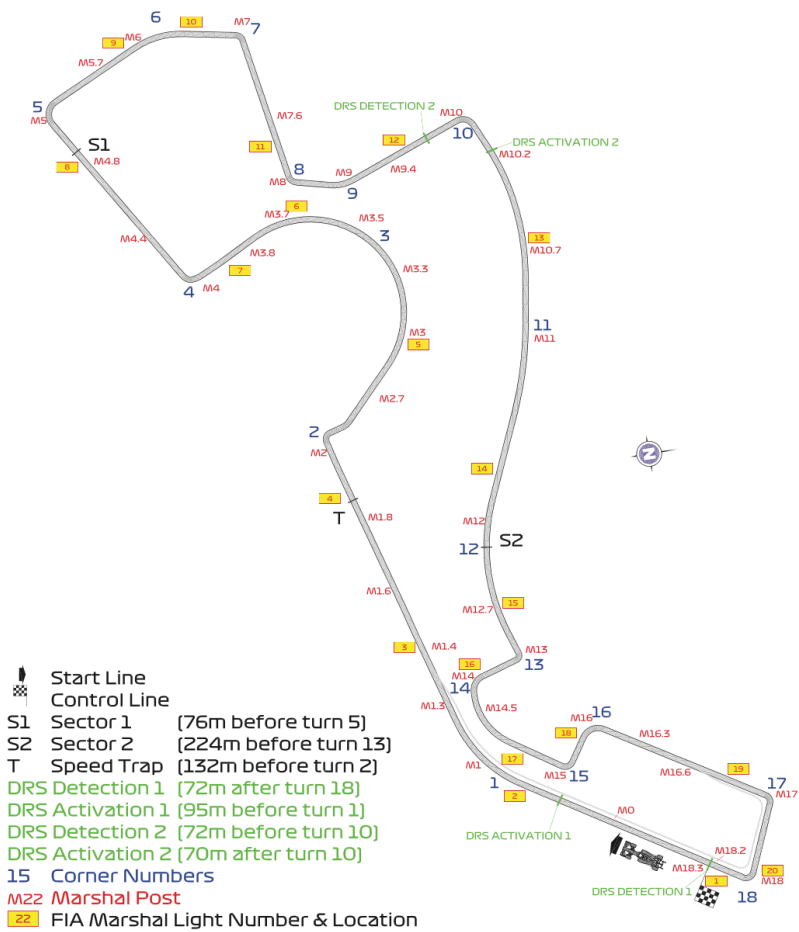 6
10
M7
7
9
M6
M5.7
5
M5
S1
8
M4.8
M7.6
11
DRS DETECTION 2
M10
10
12
DRS ACTIVATION 2
M10.2
8
M8
M9
9
M9.4
6
M3.7
M3.5
3
M4.4
M3.8
7
4
M4
M3.3
13
M10.7
M3
5
11
M11
M2.7
2
M2
N
14
4
T
M1.8
M12
12
S2
M1.6
15
M12.7
3
M1.4
M13
13
16
M14
14
M1.3
M14.5
18
M16
16
M16.3
17
M1
1
2
M15
15
M16.6
19
17
M17
DRS ACTIVATION 1
M0
M18.2
M18.3
DRS DETECTION 1
1
20
M18
18
Start Line
Control Line
S1 Sector 1 (76m before turn 5)
S2 Sector 2 (224m before turn 13)
T Speed Trap (132m before turn 2)
DRS Detection 1 (72m after turn 18)
DRS Activation 1 (95m before turn 1)
DRS Detection 2 (72m before turn 10)
DRS Activation 2 (70m after turn 10)
15 Corner Numbers
M22 Marshal Post
22 FIA Marshal Light Number & Location